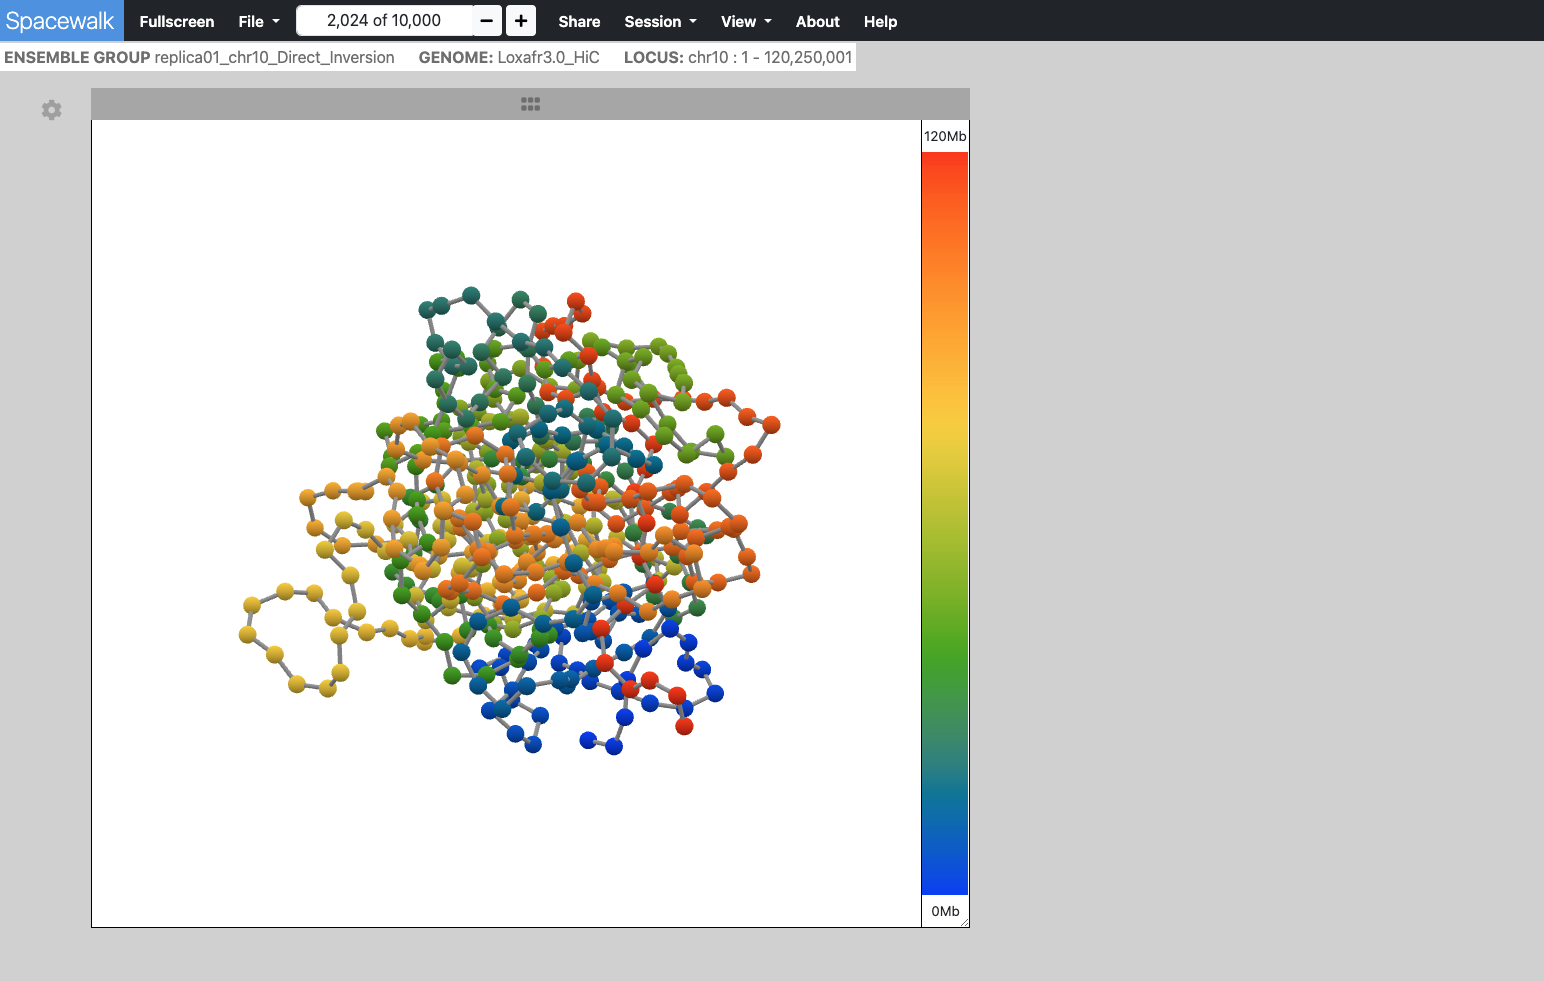 Spacewalk Fullscreen File 2,024 of 10,000 − + Share Session View About Help
ENSEMBLE GROUP replica01_chr10_Direct_Inversion GENOME: Loxafr3.0_HiC LOCUS: chr10 : 1 - 120,250,001
120Mb
0Mb